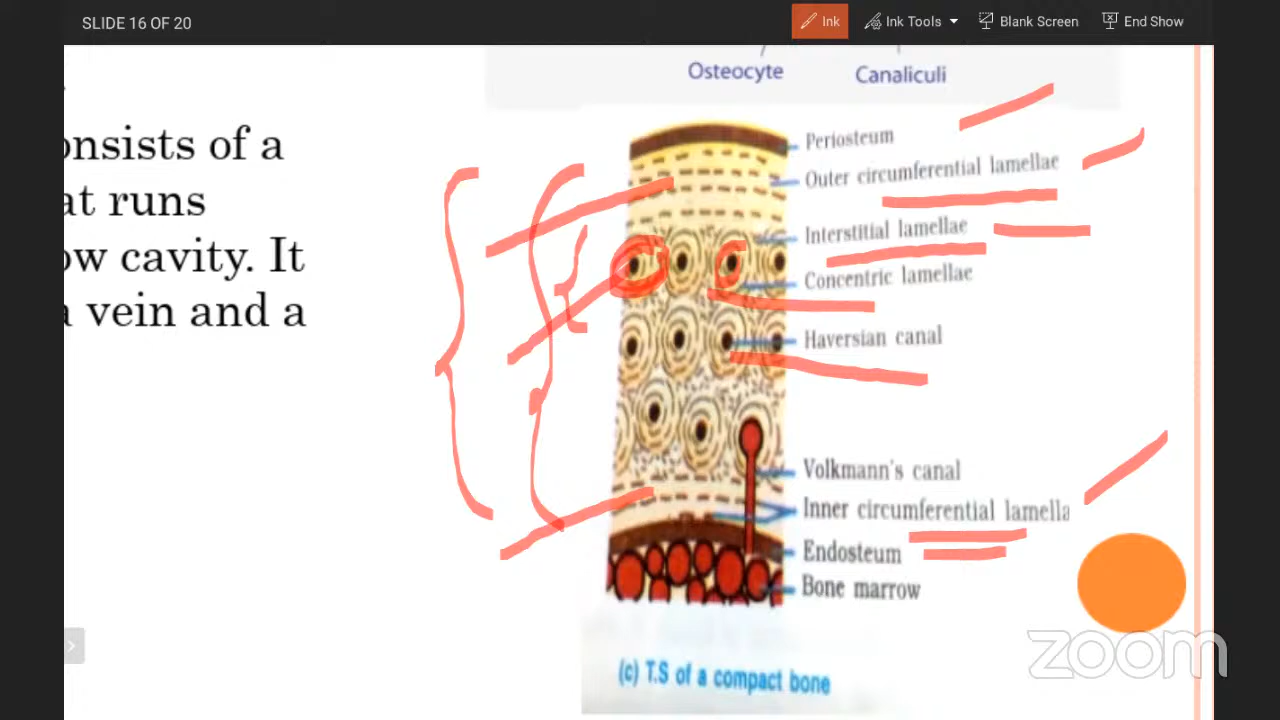 SLIDE 16 OF 20
Ink
Ink Tools
Blank Screen
End Show
Osteocyte
Canaliculi
onsists of a
at runs
ow cavity. It
a vein and a
Periosteum
Outer circumferential lamellae
Interstitial lamellae
Concentric lamellae
Haversian canal
Volkmann's canal
Inner circumferential lamella
Endosteum
Bone marrow
(c) T.S of a compact bone
zoom